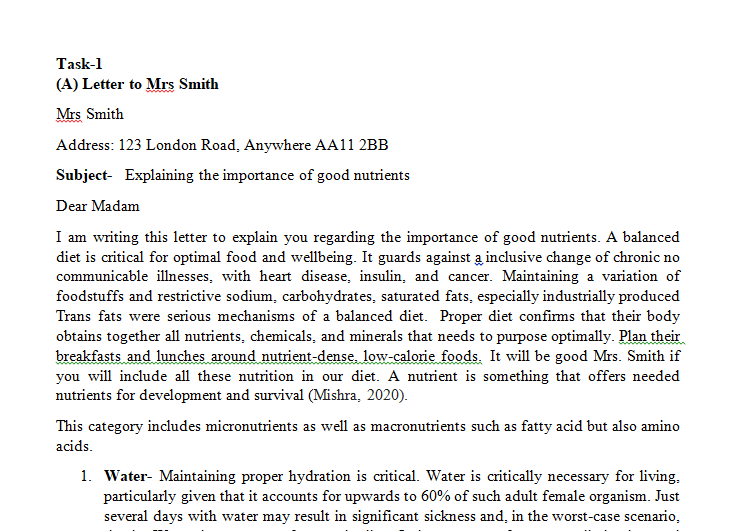 Task-1
(A) Letter to Mrs Smith
Mrs Smith
Address: 123 London Road, Anywhere AA11 2BB
Subject- Explaining the importance of good nutrients
Dear Madam
I am writing this letter to explain you regarding the importance of good nutrients. A balanced
diet is critical for optimal food and wellbeing. It guards against a inclusive change of chronic no
communicable illnesses, with heart disease, insulin, and cancer. Maintaining a variation of
foodstuffs and restrictive sodium, carbohydrates, saturated fats, especially industrially produced
Trans fats were serious mechanisms of a balanced diet. Proper diet confirms that their body
obtains together all nutrients, chemicals, and minerals that needs to purpose optimally. Plan their
breakfasts and lunches around nutrient-dense, low-calorie foods. It will be good Mrs. Smith if
you will include all these nutrition in our diet. A nutrient is something that offers needed
nutrients for development and survival (Mishra, 2020).
This category includes micronutrients as well as macronutrients such as fatty acid but also amino
acids.
1. Water- Maintaining proper hydration is critical. Water is critically necessary for living,
particularly given that it accounts for upwards to 60% of such adult female organism. Just
several days with water may result in significant sickness and, in the worst-case scenario,